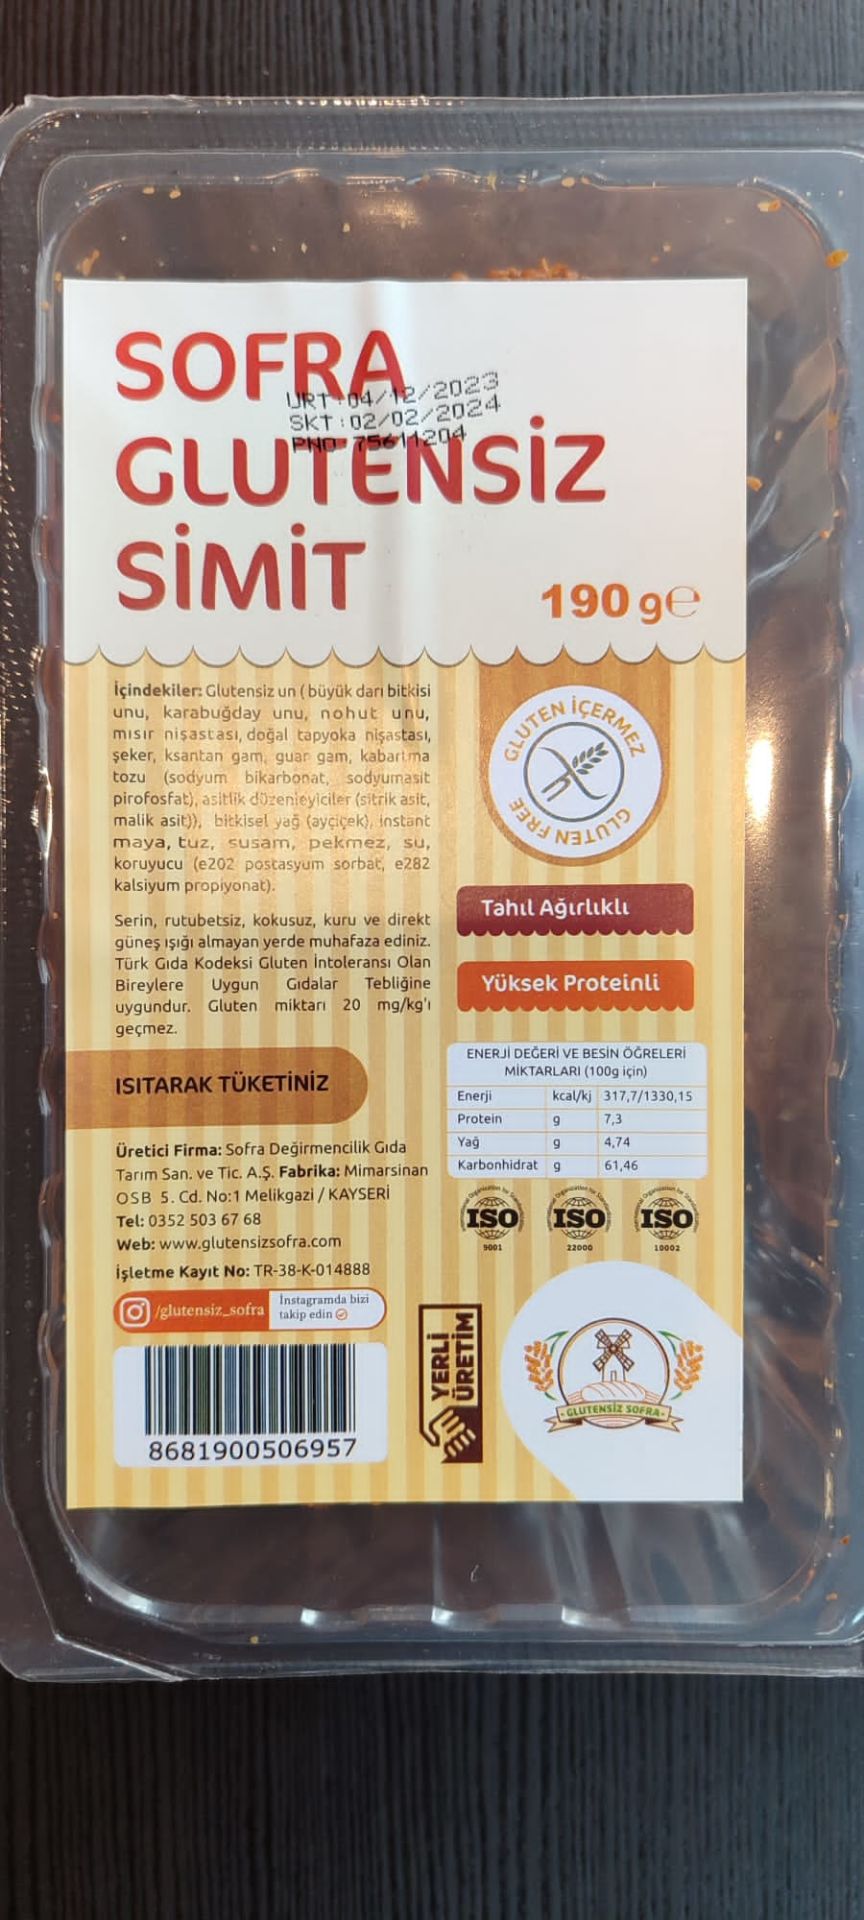 SOFRA
URT:04/12/2023
SKT:02/02/2024
PNO 75611204
GLUTENSİZ
SİMİT
190 g℮
İçindekiler: Glutensiz un ( büyük darı bitkisi
unu, karabuğday unu, nohut unu,
mısır nişastası, doğal tapyoka nişastası,
şeker, ksantan gam, guar gam, kabartma
tozu (sodyum bikarbonat, sodyumasit
pirofosfat), asitlik düzenleyiciler (sitrik asit,
malik asit)), bitkisel yağ (ayçiçek), instant
maya, tuz, susam, pekmez, su,
koruyucu (e202 postasyum sorbat, e282
kalsiyum propiyonat).
Serin, rutubetsiz, kokusuz, kuru ve direkt
güneş ışığı almayan yerde muhafaza ediniz.
Türk Gıda Kodeksi Gluten İntoleransı Olan
Bireylere Uygun Gıdalar Tebliğine
uygundur. Gluten miktarı 20 mg/kg'ı
geçmez.
ISITARAK TÜKETİNİZ
Üretici Firma: Sofra Değirmencilik Gıda
Tarım San. ve Tic. A.Ş. Fabrika: Mimarsinan
OSB 5. Cd. No:1 Melikgazi / KAYSERİ
Tel: 0352 503 67 68
Web: www.glutensizsofra.com
İşletme Kayıt No: TR-38-K-014888
/glutensiz_sofra
İnstagramda bizi
takip edin
8681900506957
GLUTEN İÇERMEZ
GLUTEN FREE
Tahıl Ağırlıklı
Yüksek Proteinli
ENERJİ DEĞERİ VE BESİN ÖĞRELERİ
MİKTARLARI (100g için)
Enerji kcal/kj 317,7/1330,15
Protein g 7,3
Yağ g 4,74
Karbonhidrat g 61,46
ISO ISO ISO
9001 22000 10002
YERLİ
ÜRETİM
GLUTENSİZ SOFRA